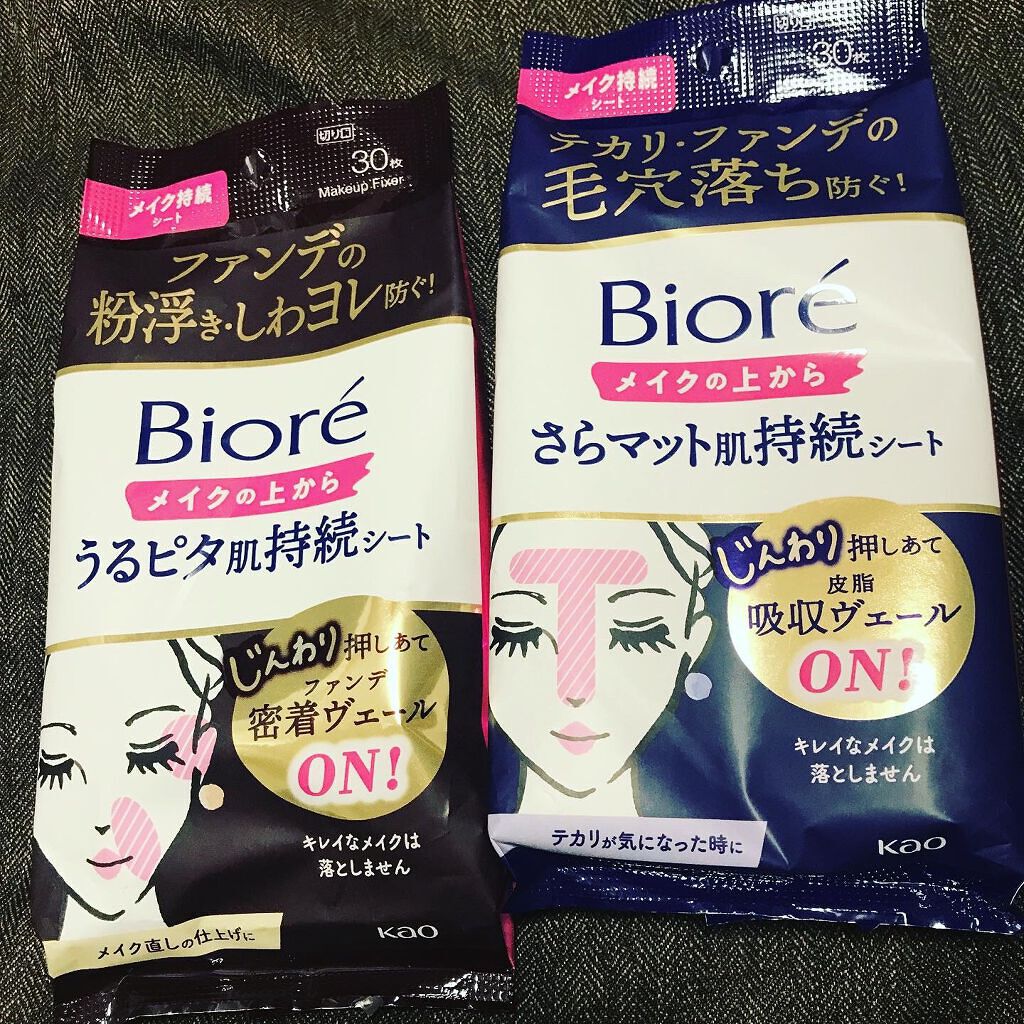 切り口
30枚
Makeup Fixer
メイク持続
シート
ファンデの
粉浮き・しわヨレ防ぐ!
Bioré
メイクの上から
うるピタ肌持続シート
じんわり押しあて
ファンデ
密着ヴェール
ON!
キレイなメイクは
落としません
メイク直しの仕上げに
Kao
切り口
30枚
メイク持続
シート
テカリ・ファンデの
毛穴落ち防ぐ!
Bioré
メイクの上から
さらマット肌持続シート
じんわり押しあて
皮脂
吸収ヴェール
ON!
キレイなメイクは
落としません
テカリが気になった時に
Kao